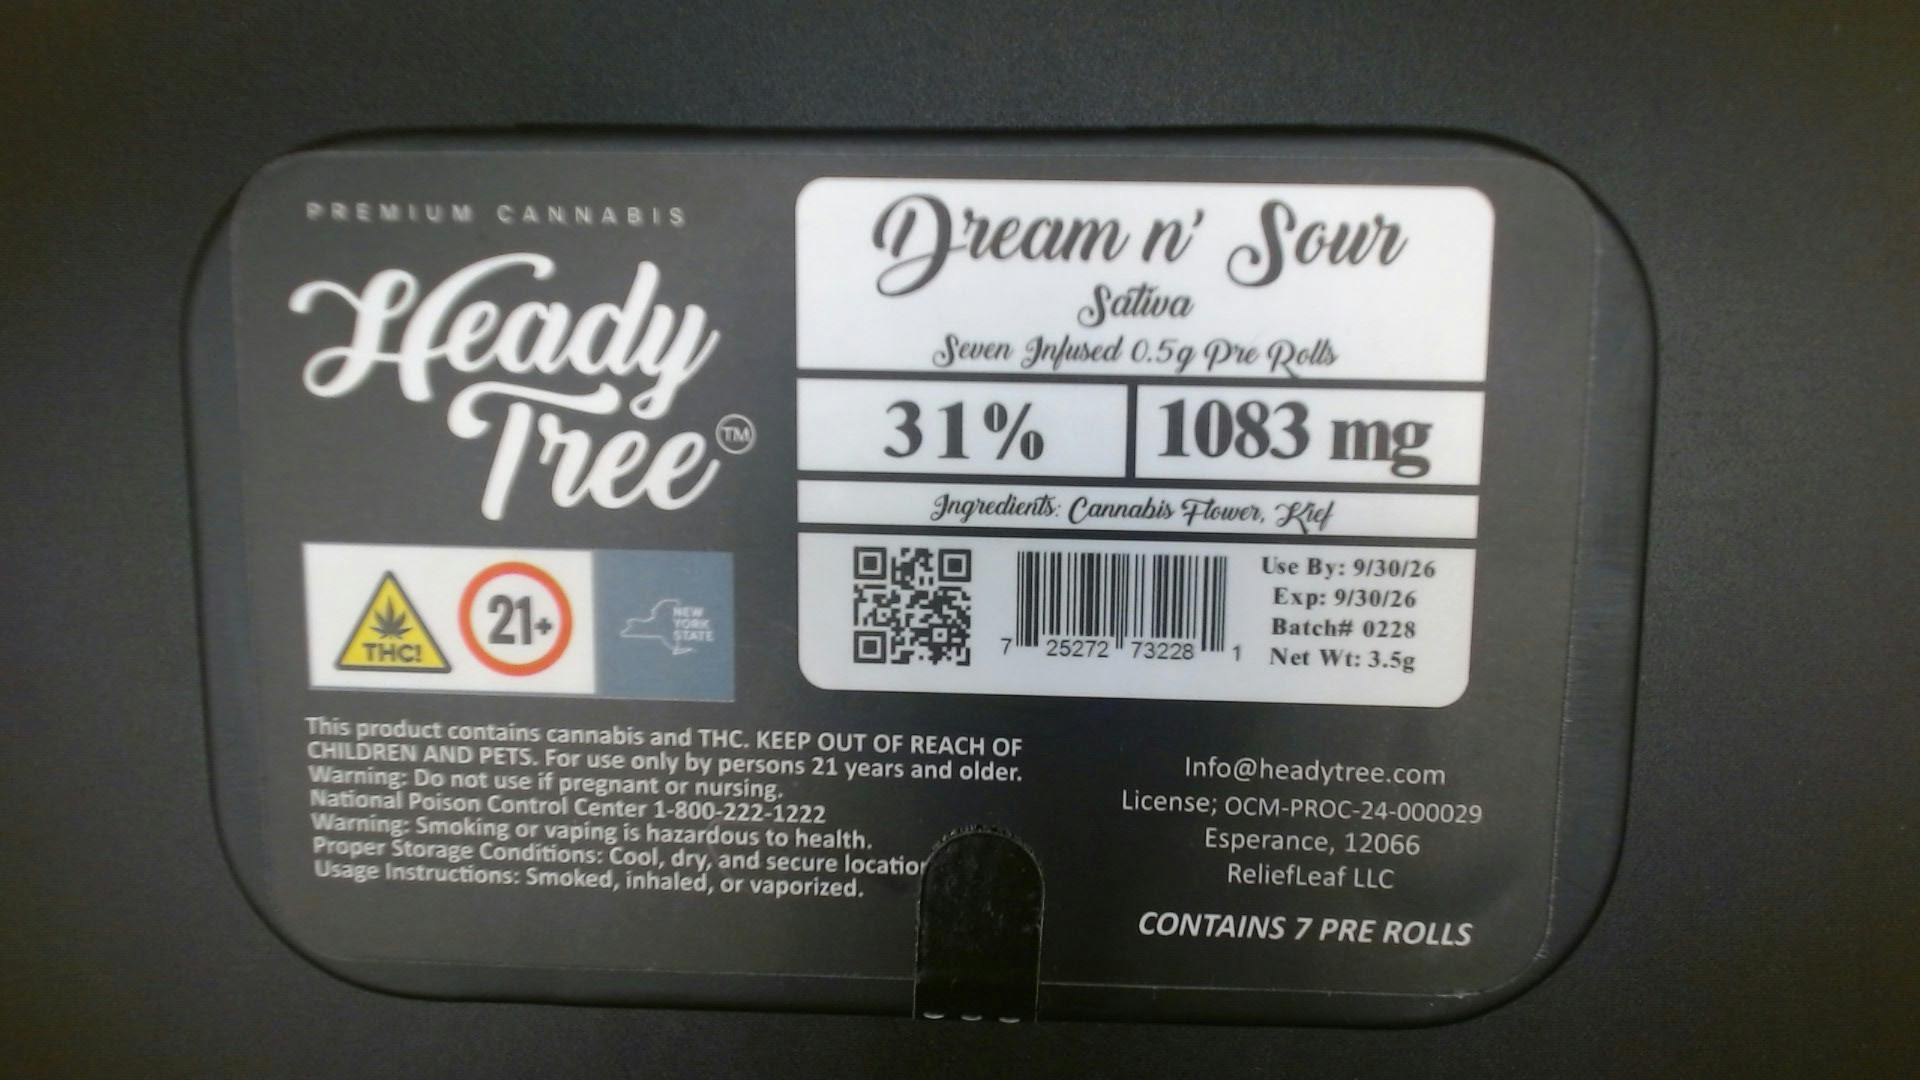 PREMIUM CANNABIS
Heady
Tree TM
Dream n' Sour
Sativa
Seven Infused 0.5g Pre Rolls
31%
1083 mg
Ingredients: Cannabis Flower, Kief
THC!
21+
NEW
YORK
STATE
7 25272 73228 1
Use By: 9/30/26
Exp: 9/30/26
Batch# 0228
Net Wt: 3.5g
This product contains cannabis and THC. KEEP OUT OF REACH OF
CHILDREN AND PETS. For use only by persons 21 years and older.
Warning: Do not use if pregnant or nursing.
National Poison Control Center 1-800-222-1222
Warning: Smoking or vaping is hazardous to health.
Proper Storage Conditions: Cool, dry, and secure location
Usage Instructions: Smoked, inhaled, or vaporized.
Info@headytree.com
License; OCM-PROC-24-000029
Esperance, 12066
ReliefLeaf LLC
CONTAINS 7 PRE ROLLS